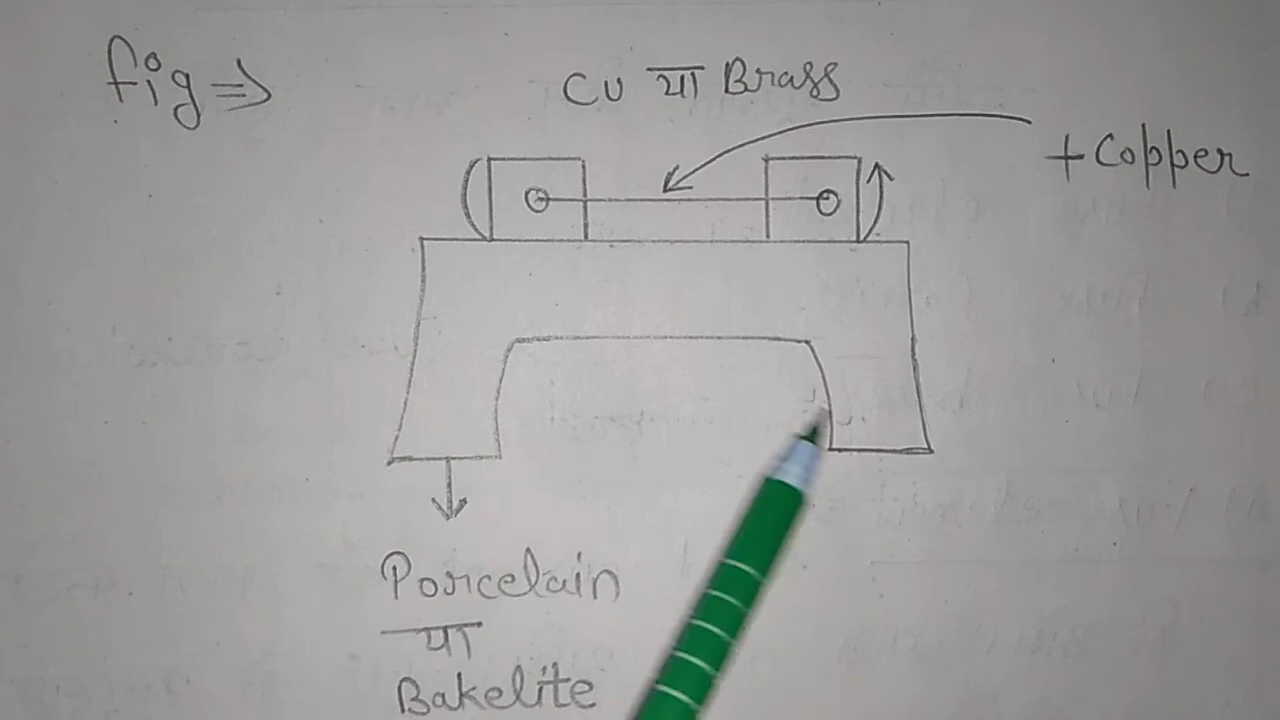 fig ⇒
Cu या Brass
+ Copper
Porcelain
या
Bakelite